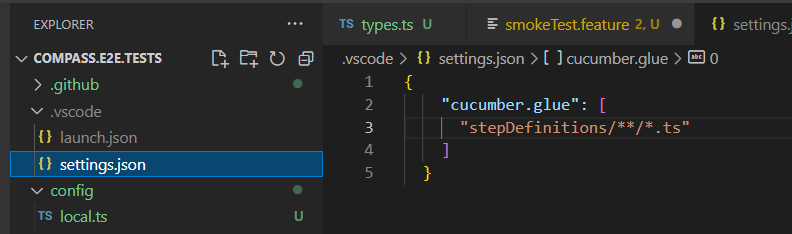 EXPLORER ...
COMPASS.E2E.TESTS
.github
.vscode
{} launch.json
{} settings.json
config
TS local.ts U
TS types.ts U
smokeTest.feature 2, U
settings.j
.vscode > {} settings.json > [ ] cucumber.glue > abc 0
1 {
2 "cucumber.glue": [
3 "stepDefinitions/**/*.ts"
4 ]
5 }